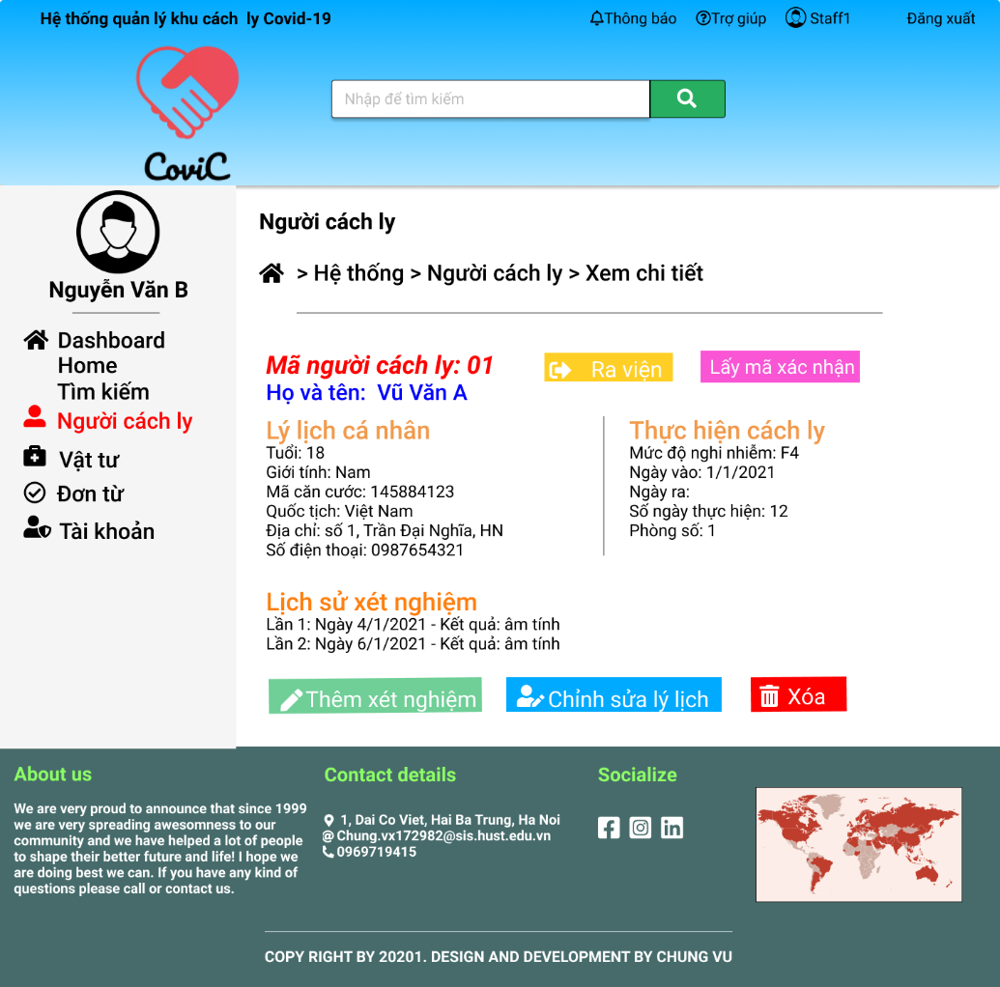 Hệ thống quản lý khu cách ly Covid-19
Thông báo
Trợ giúp
Staff1
Đăng xuất
Nhập để tìm kiếm
CoviC
Nguyễn Văn B
Dashboard
Home
Tìm kiếm
Người cách ly
Vật tư
Đơn từ
Tài khoản
Người cách ly
> Hệ thống > Người cách ly > Xem chi tiết
Mã người cách ly: 01
Ra viện
Lấy mã xác nhận
Họ và tên: Vũ Văn A
Lý lịch cá nhân
Tuổi: 18
Giới tính: Nam
Mã căn cước: 145884123
Quốc tịch: Việt Nam
Địa chỉ: số 1, Trần Đại Nghĩa, HN
Số điện thoại: 0987654321
Thực hiện cách ly
Mức độ nghi nhiễm: F4
Ngày vào: 1/1/2021
Ngày ra:
Số ngày thực hiện: 12
Phòng số: 1
Lịch sử xét nghiệm
Lần 1: Ngày 4/1/2021 - Kết quả: âm tính
Lần 2: Ngày 6/1/2021 - Kết quả: âm tính
Thêm xét nghiệm
Chỉnh sửa lý lịch
Xóa
About us
We are very proud to announce that since 1999
we are very spreading awesomness to our
community and we have helped a lot of people
to shape their better future and life! I hope we
are doing best we can. If you have any kind of
questions please call or contact us.
Contact details
1, Dai Co Viet, Hai Ba Trung, Ha Noi
@ Chung.vx172982@sis.hust.edu.vn
0969719415
Socialize
COPY RIGHT BY 20201. DESIGN AND DEVELOPMENT BY CHUNG VU